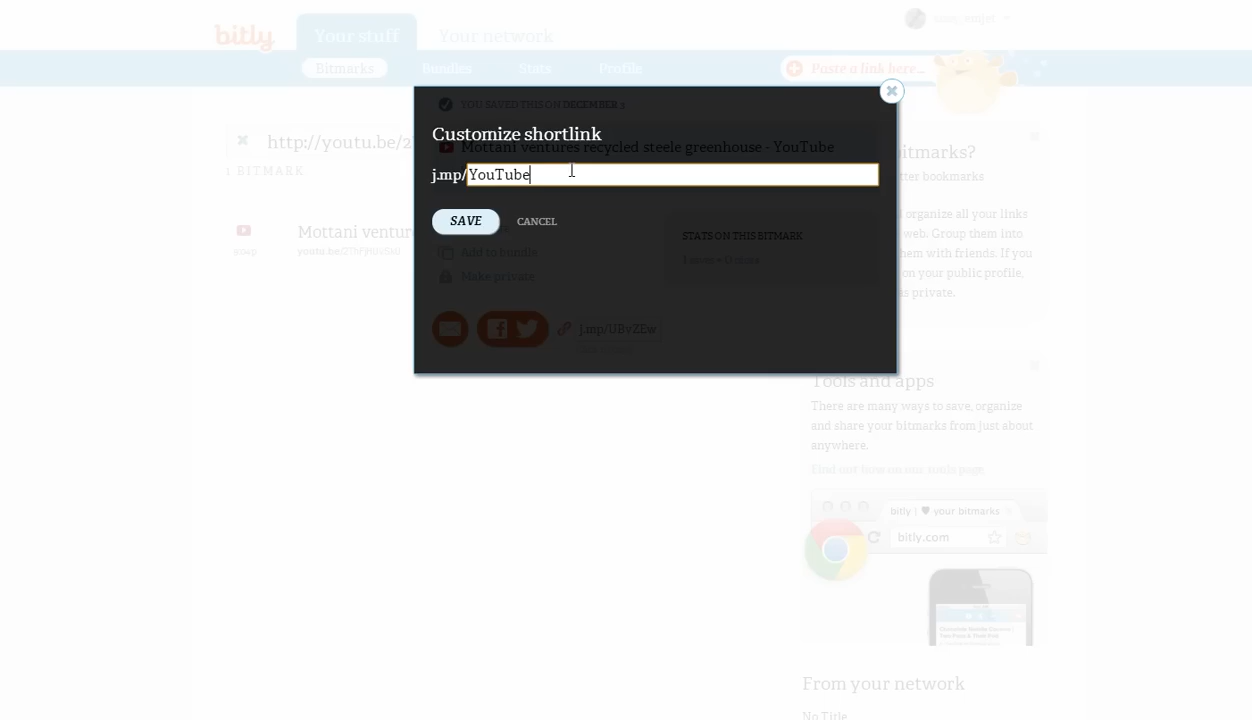 bitly
Your stuff
Your network
Bitmarks
Bundles
Stats
Profile
Paste a link here...
YOU SAVED THIS ON DECEMBER 3
Customize shortlink
Mottani ventures recycled steele greenhouse - YouTube
j.mp/YouTube
SAVE
CANCEL
http://youtu.be/2
1 BITMARK
Mottani ventures
Add to bundle
Make private
STATS ON THIS BITMARK
j.mp/UBvZEw
itmarks?
tter bookmarks
d organize all your links
web. Group them into
hem with friends. If you
on your public profile,
as private.
Tools and apps
There are many ways to save, organize
and share your bitmarks from just about
anywhere.
Find out how on our tools page
bitly | ♥ your bitmarks
bitly.com
From your network
No Title